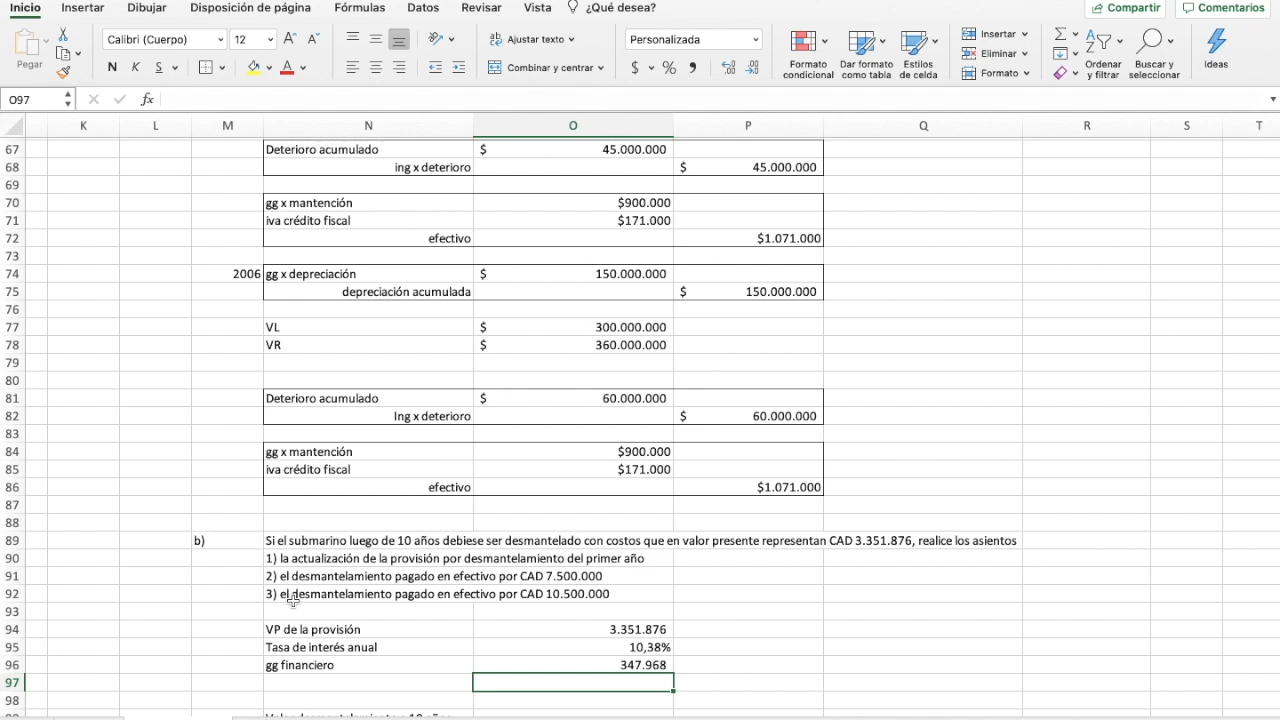 Inicio Insertar Dibujar Disposición de página Fórmulas Datos Revisar Vista ¿Qué desea? Compartir Comentarios
Calibri (Cuerpo) 12 A A Ajustar texto Personalizada Insertar
Pegar N K S A Combinar y centrar $ % Formato condicional Dar formato como tabla Estilos de celda Eliminar Formato Ordenar y filtrar Buscar y seleccionar Ideas
O97 fx
K L M N O P Q R S T
67 Deterioro acumulado $ 45.000.000
68 ing x deterioro $ 45.000.000
69
70 gg x mantención $900.000
71 iva crédito fiscal $171.000
72 efectivo $1.071.000
73
74 2006 gg x depreciación $ 150.000.000
75 depreciación acumulada $ 150.000.000
76
77 VL $ 300.000.000
78 VR $ 360.000.000
79
80
81 Deterioro acumulado $ 60.000.000
82 Ing x deterioro $ 60.000.000
83
84 gg x mantención $900.000
85 iva crédito fiscal $171.000
86 efectivo $1.071.000
87
88
89 b) Si el submarino luego de 10 años debiese ser desmantelado con costos que en valor presente representan CAD 3.351.876, realice los asientos
90 1) la actualización de la provisión por desmantelamiento del primer año
91 2) el desmantelamiento pagado en efectivo por CAD 7.500.000
92 3) el desmantelamiento pagado en efectivo por CAD 10.500.000
93
94 VP de la provisión 3.351.876
95 Tasa de interés anual 10,38%
96 gg financiero 347.968
97
98